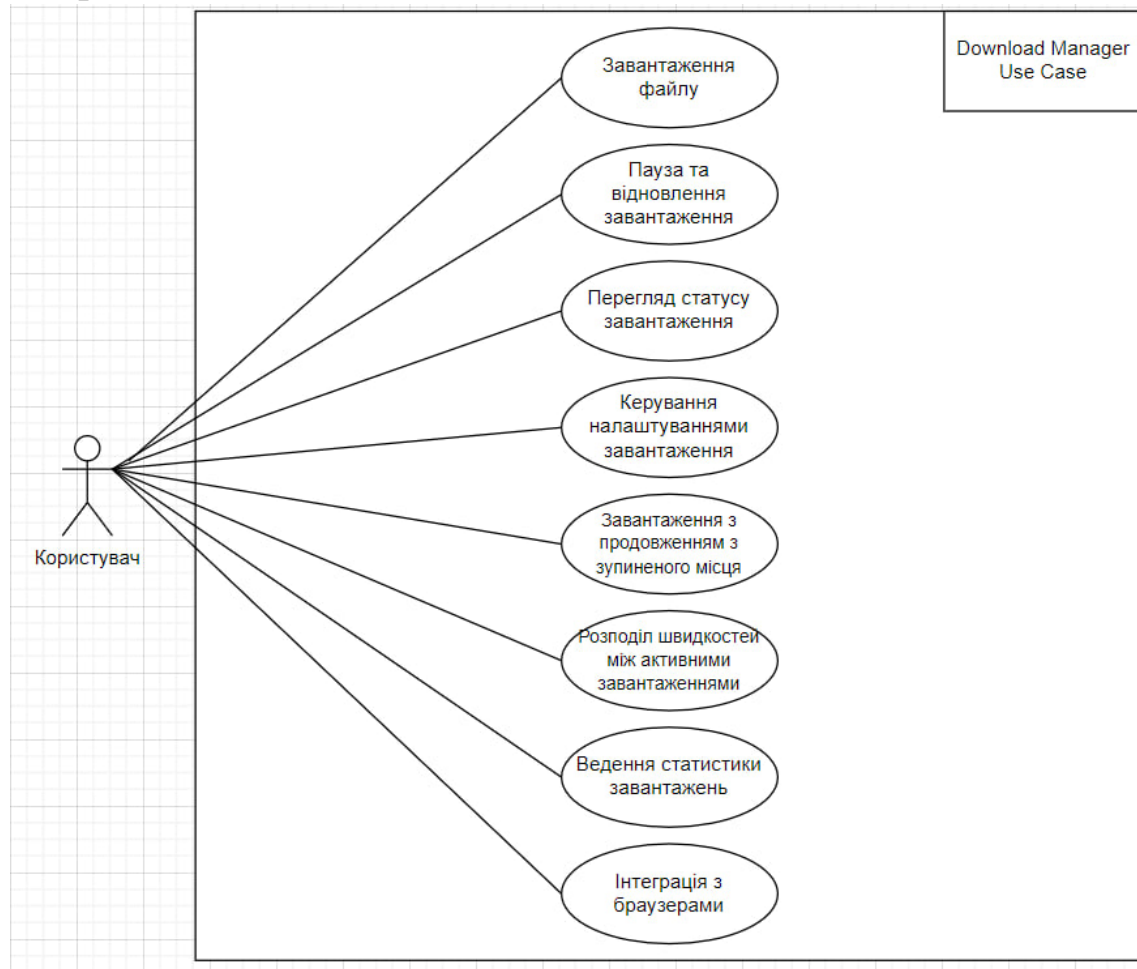 Download Manager
Use Case
Завантаження
файлу
Пауза та
відновлення
завантаження
Перегляд статусу
завантаження
Керування
налаштуваннями
завантаження
Завантаження з
продовженням з
зупиненого місця
Розподіл швидкостей
між активними
завантаженнями
Ведення статистики
завантажень
Інтеграція з
браузерами
Користувач